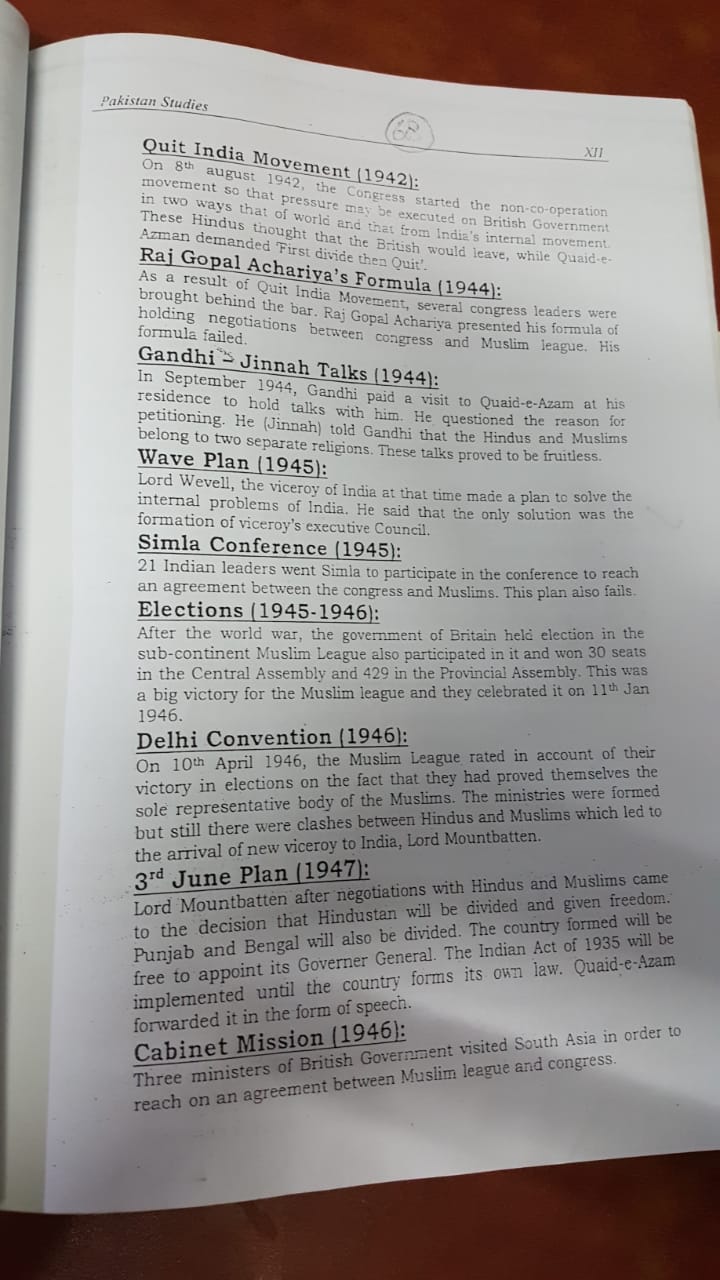 Pakistan Studies
68
XII
Quit India Movement (1942):
On 8th august 1942, the Congress started the non-co-operation
movement so that pressure may be executed on British Government
in two ways that of world and that from India's internal movement.
These Hindus thought that the British would leave, while Quaid-e-
Azman demanded 'First divide then Quit'.
Raj Gopal Achariya's Formula (1944):
As a result of Quit India Movement, several congress leaders were
brought behind the bar. Raj Gopal Achariya presented his formula of
holding negotiations between congress and Muslim league. His
formula failed.
Gandhi Jinnah Talks (1944):
In September 1944, Gandhi paid a visit to Quaid-e-Azam at his
residence to hold talks with him. He questioned the reason for
petitioning. He (Jinnah) told Gandhi that the Hindus and Muslims
belong to two separate religions. These talks proved to be fruitless.
Wave Plan (1945):
Lord Wevell, the viceroy of India at that time made a plan to solve the
internal problems of India. He said that the only solution was the
formation of viceroy's executive Council.
Simla Conference (1945):
21 Indian leaders went Simla to participate in the conference to reach
an agreement between the congress and Muslims. This plan also fails.
Elections (1945-1946):
After the world war, the government of Britain held election in the
sub-continent Muslim League also participated in it and won 30 seats
in the Central Assembly and 429 in the Provincial Assembly. This was
a big victory for the Muslim league and they celebrated it on 11th Jan
1946.
Delhi Convention (1946):
On 10th April 1946, the Muslim League rated in account of their
victory in elections on the fact that they had proved themselves the
sole representative body of the Muslims. The ministries were formed
but still there were clashes between Hindus and Muslims which led to
the arrival of new viceroy to India, Lord Mountbatten.
3rd June Plan (1947):
Lord Mountbatten after negotiations with Hindus and Muslims came
to the decision that Hindustan will be divided and given freedom.
Punjab and Bengal will also be divided. The country formed will be
free to appoint its Governer General. The Indian Act of 1935 will be
implemented until the country forms its own law. Quaid-e-Azam
forwarded it in the form of speech.
Cabinet Mission (1946):
Three ministers of British Government visited South Asia in order to
reach on an agreement between Muslim league and congress.